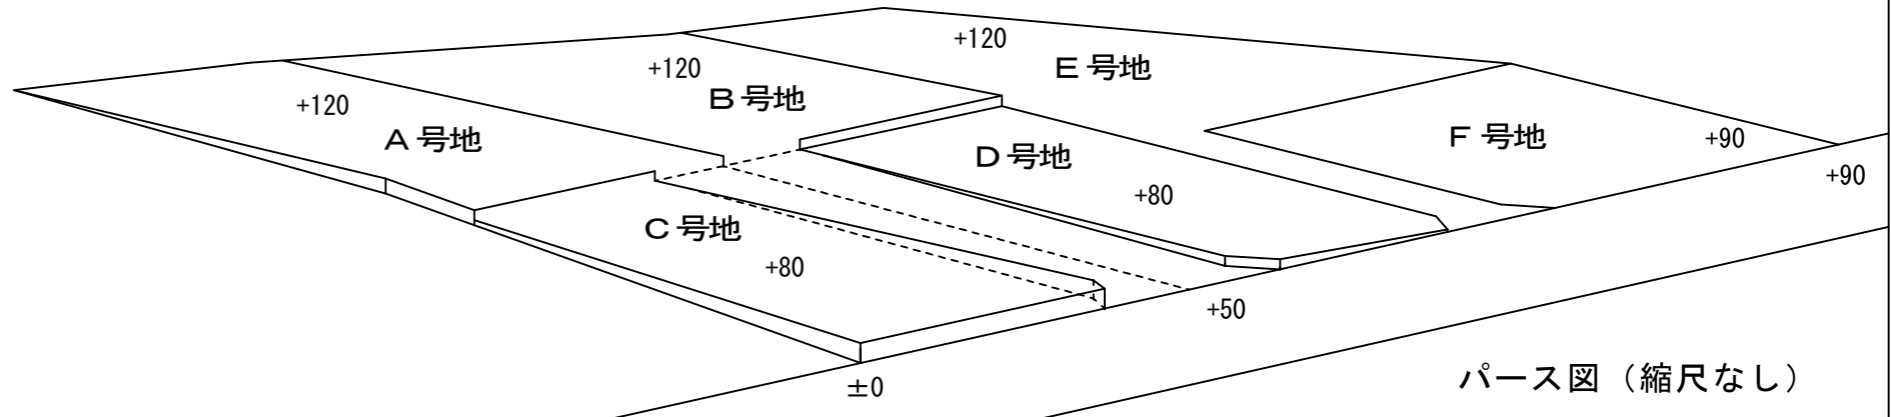 +120
E 号地
+120
B 号地
+120
A 号地
F 号地
+90
D 号地
+90
+80
C 号地
+80
+50
±0
パース図（縮尺なし）